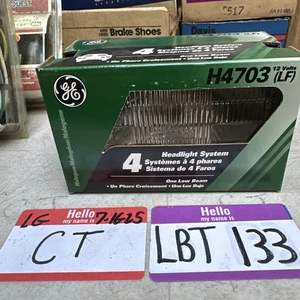 Brake Shoes
Davis
517
H4703 12 Volts
(LF)
GE
4
Headlight System
Systèmes à 4 phares
Sistema de 4 Faros
One Low Beam
• Un Phare Croisement • Una Luz Baja
Hello
my name is
LG 7-16-25
CT
Hello
my name is
LBT 133